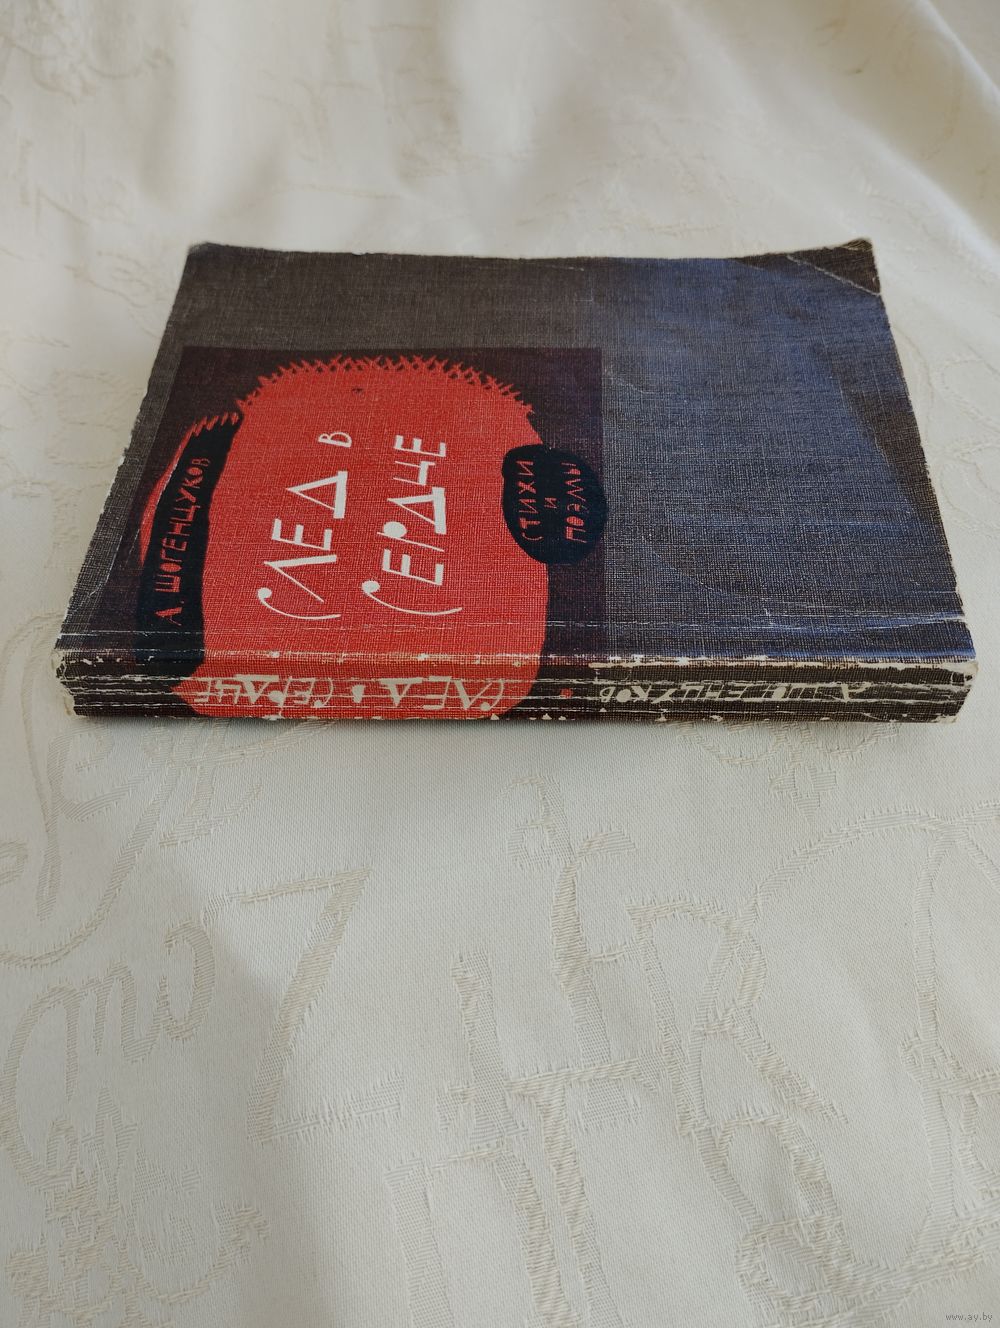 А. ШОГЕНЦУКОВ
СЛЕД В
СЕРДЦЕ
СТИХИ
И
ПОЭМЫ
А. ШОГЕНЦУКОВ • СЛЕД В СЕРДЦЕ
www.ay.by